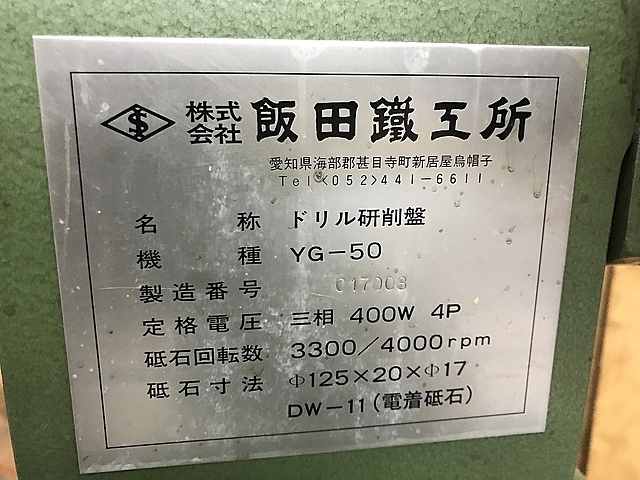 株式会社 飯田鐵工所
愛知県海部郡甚目寺町新居屋烏帽子
Tel<052>441-6611
名称 ドリル研削盤
機種 YG-50
製造番号 017003
定格電圧 三相 400W 4P
砥石回転数 3300/4000rpm
砥石寸法 Φ125×20×Φ17
DW-11(電着砥石)